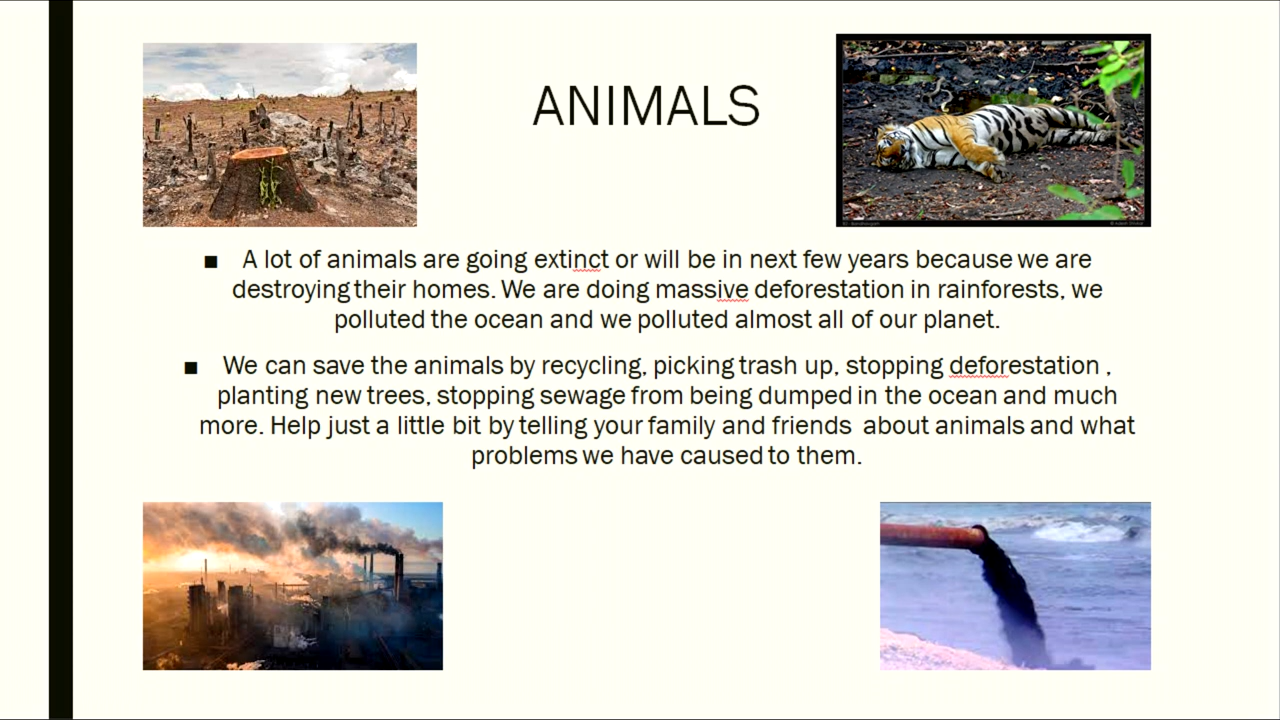 ANIMALS
■ A lot of animals are going extinct or will be in next few years because we are
destroying their homes. We are doing massive deforestation in rainforests, we
polluted the ocean and we polluted almost all of our planet.
■ We can save the animals by recycling, picking trash up, stopping deforestation ,
planting new trees, stopping sewage from being dumped in the ocean and much
more. Help just a little bit by telling your family and friends  about animals and what
problems we have caused to them.